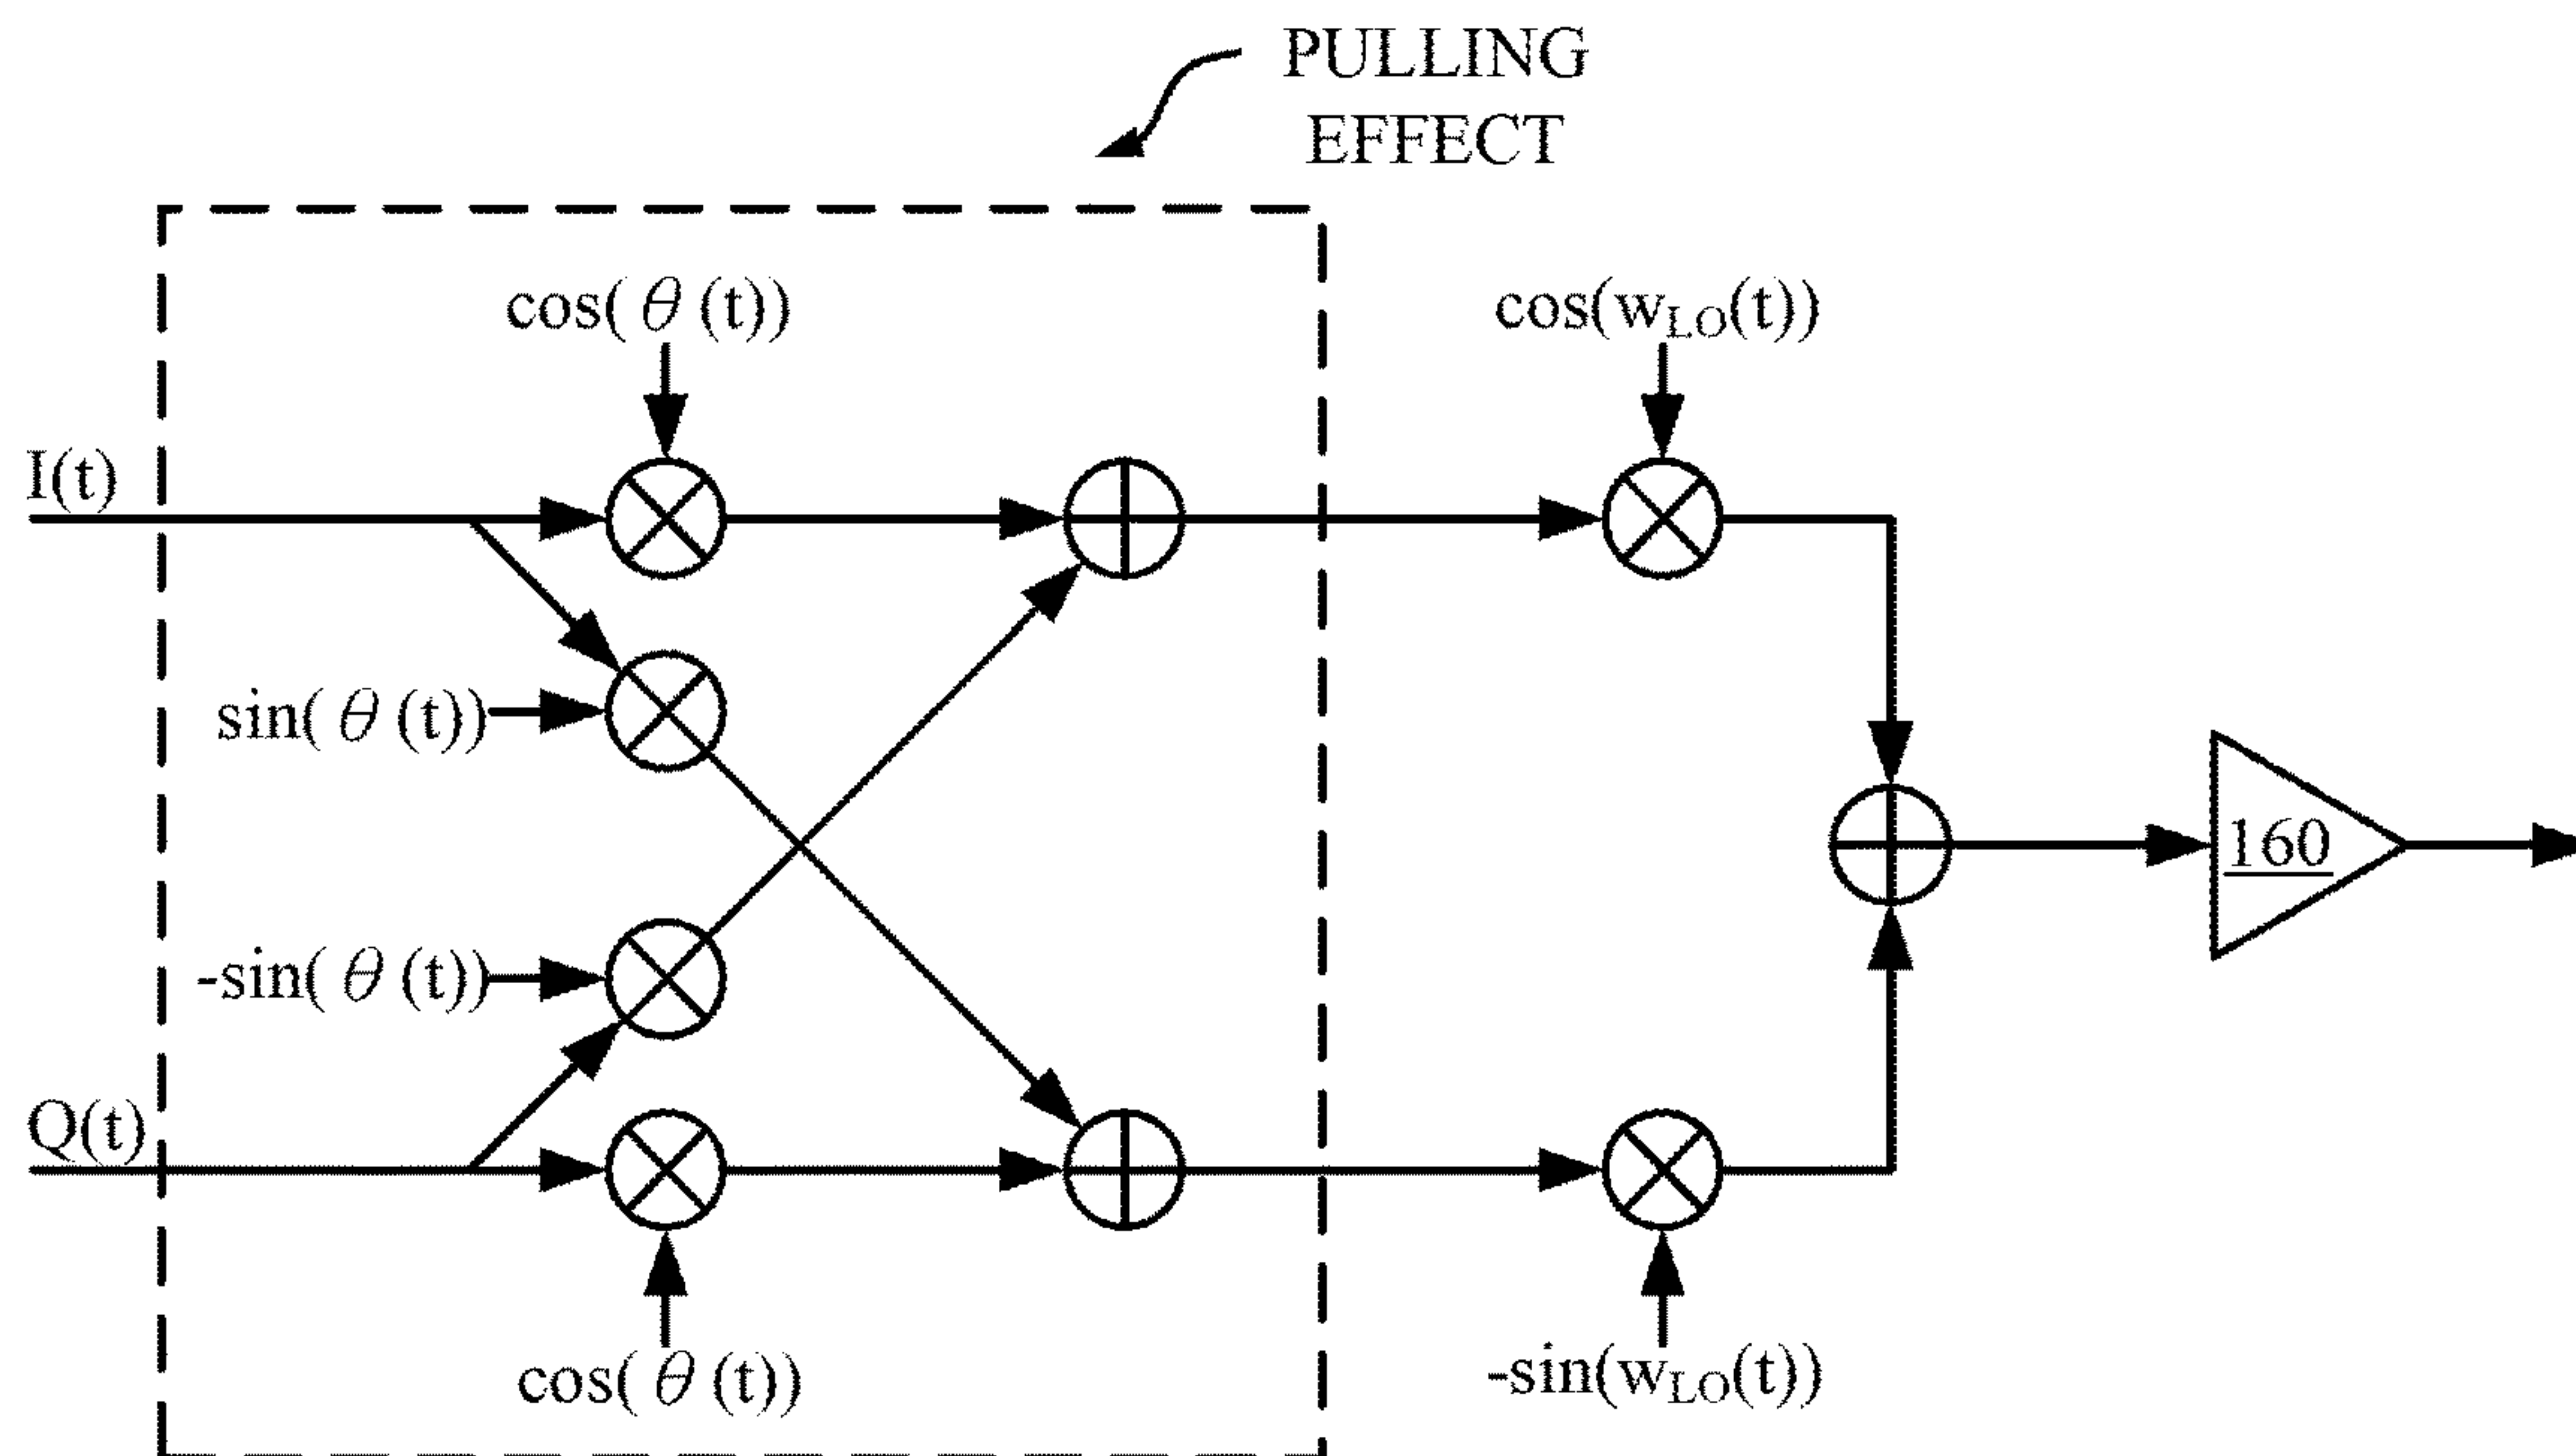 PULLING
EFFECT
cos( θ (t))
cos(w_LO(t))
I(t)
sin( θ (t))
160
-sin( θ (t))
Q(t)
cos( θ (t))
-sin(w_LO(t))